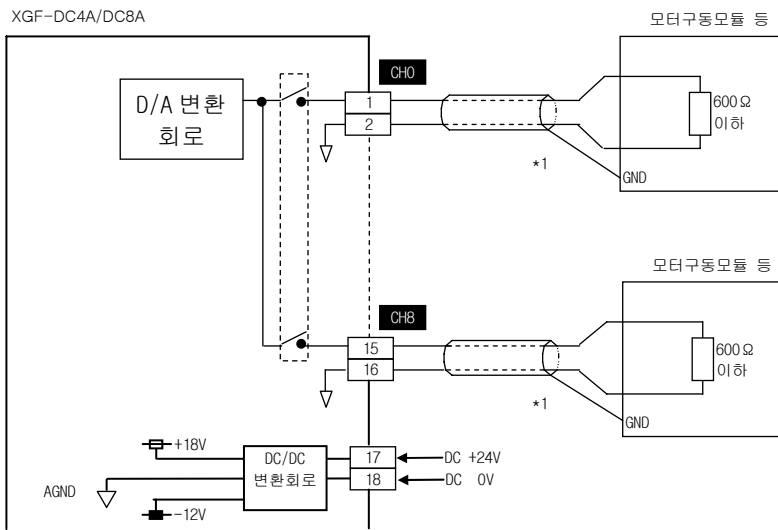 XGF-DC4A/DC8A
모터구동모듈 등
D/A 변환
회로
CH0
1
2
600Ω
이하
*1
GND
모터구동모듈 등
CH8
15
16
600Ω
이하
*1
GND
+18V
DC/DC
변환회로
17
18
DC +24V
DC 0V
AGND
-12V